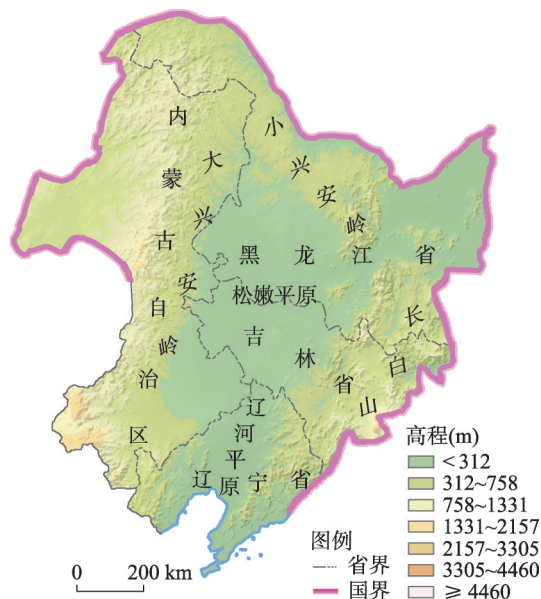 内蒙古自治区
大兴安岭
小兴安岭
黑龙江省
松嫩平原
吉林省
长白山
辽河平原
辽宁省
高程(m)
<312
312~758
758~1331
1331~2157
2157~3305
3305~4460
≥4460
图例
省界
国界
0 200 km